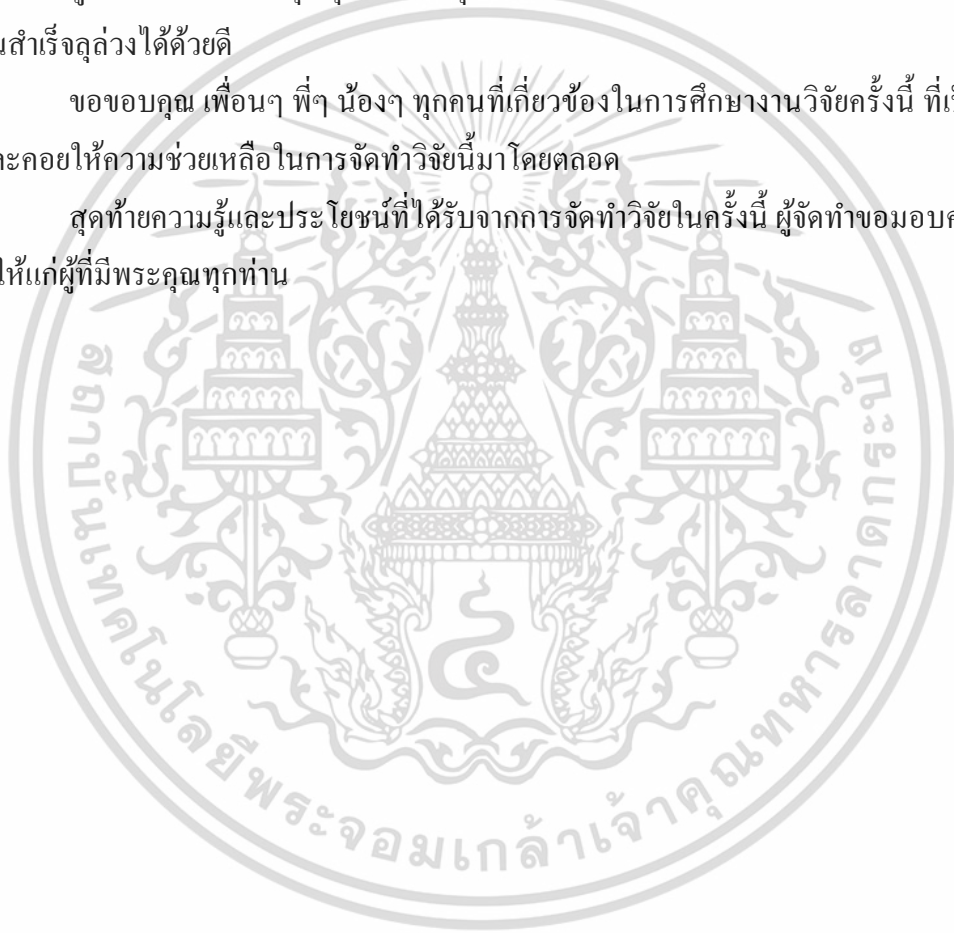 นสำเร็จลุล่วงได้ด้วยดี
ขอขอบคุณ เพื่อนๆ พี่ๆ น้องๆ ทุกคนที่เกี่ยวข้องในการศึกษางานวิจัยครั้งนี้
ะคอยให้ความช่วยเหลือในการจัดทำวิจัยนี้มาโดยตลอด
สุดท้ายความรู้และประโยชน์ที่ได้รับจากการจัดทำวิจัยในครั้งนี้ ผู้จัดทำขอมอบ
ให้แก่ผู้ที่มีพระคุณทุกท่าน
สถาบันเทคโนโลยีพระจอมเกล้าเจ้าคุณทหารลาดกระบัง
๔